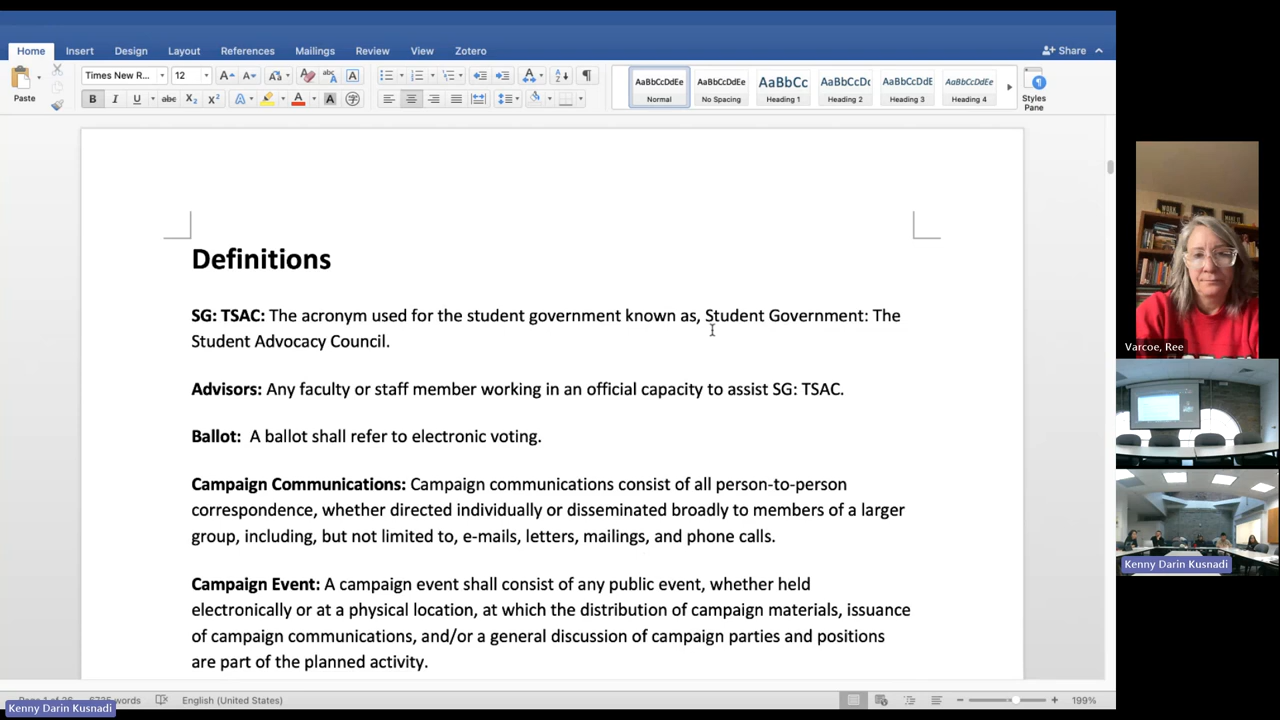 Home Insert Design Layout References Mailings Review View Zotero Share
Times New R... 12
Paste
AaBbCcDdEe AaBbCcDdEe AaBbCc AaBbCcDc AaBbCcDdE AaBbCcDdEe
Normal No Spacing Heading 1 Heading 2 Heading 3 Heading 4
Styles
Pane
Definitions
SG: TSAC: The acronym used for the student government known as, Student Government: The
Student Advocacy Council.
Advisors: Any faculty or staff member working in an official capacity to assist SG: TSAC.
Ballot: A ballot shall refer to electronic voting.
Campaign Communications: Campaign communications consist of all person-to-person
correspondence, whether directed individually or disseminated broadly to members of a larger
group, including, but not limited to, e-mails, letters, mailings, and phone calls.
Campaign Event: A campaign event shall consist of any public event, whether held
electronically or at a physical location, at which the distribution of campaign materials, issuance
of campaign communications, and/or a general discussion of campaign parties and positions
are part of the planned activity.
words English (United States) 199%
Kenny Darin Kusnadi
Varcoe, Ree
Kenny Darin Kusnadi